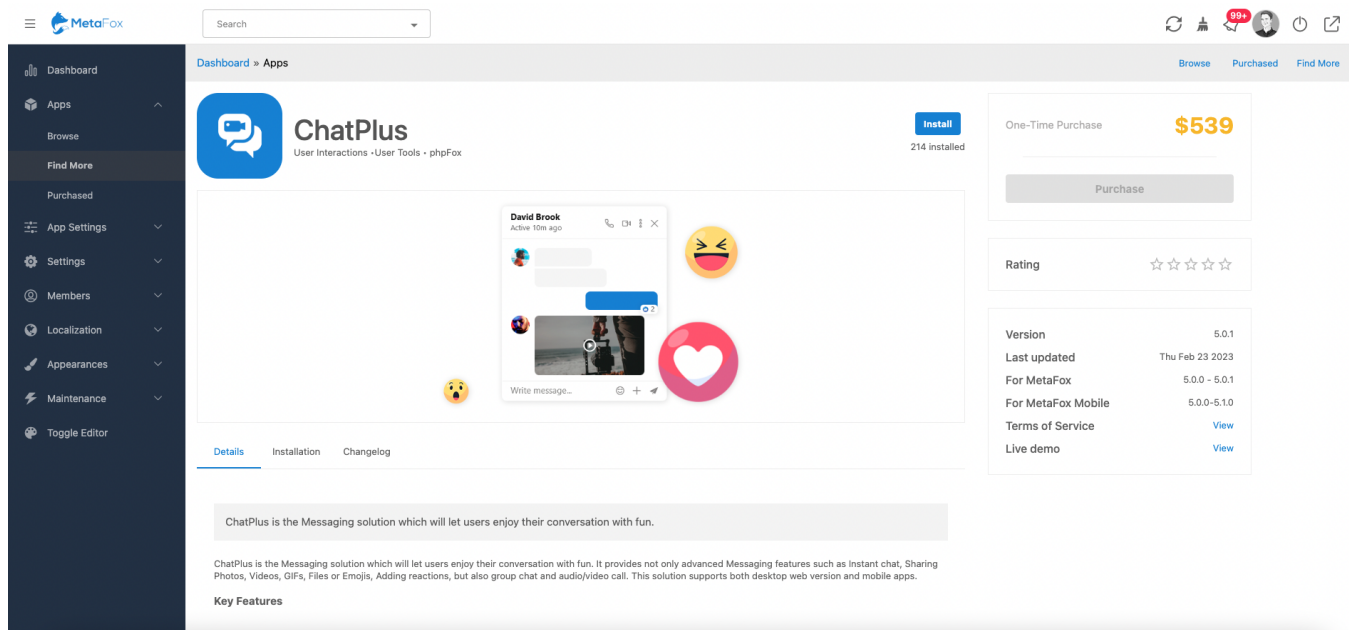 MetaFox
Search
99+
Dashboard
Apps
Browse
Find More
Purchased
App Settings
Settings
Members
Localization
Appearances
Maintenance
Toggle Editor
Dashboard » Apps
Browse Purchased Find More
ChatPlus
User Interactions •User Tools • phpFox
Install
214 installed
David Brook
Active 10m ago
2
Write message...
Details Installation Changelog
ChatPlus is the Messaging solution which will let users enjoy their conversation with fun.
ChatPlus is the Messaging solution which will let users enjoy their conversation with fun. It provides not only advanced Messaging features such as Instant chat, Sharing
Photos, Videos, GIFs, Files or Emojis, Adding reactions, but also group chat and audio/video call. This solution supports both desktop web version and mobile apps.
Key Features
One-Time Purchase $539
Purchase
Rating
Version 5.0.1
Last updated Thu Feb 23 2023
For MetaFox 5.0.0 - 5.0.1
For MetaFox Mobile 5.0.0-5.1.0
Terms of Service View
Live demo View